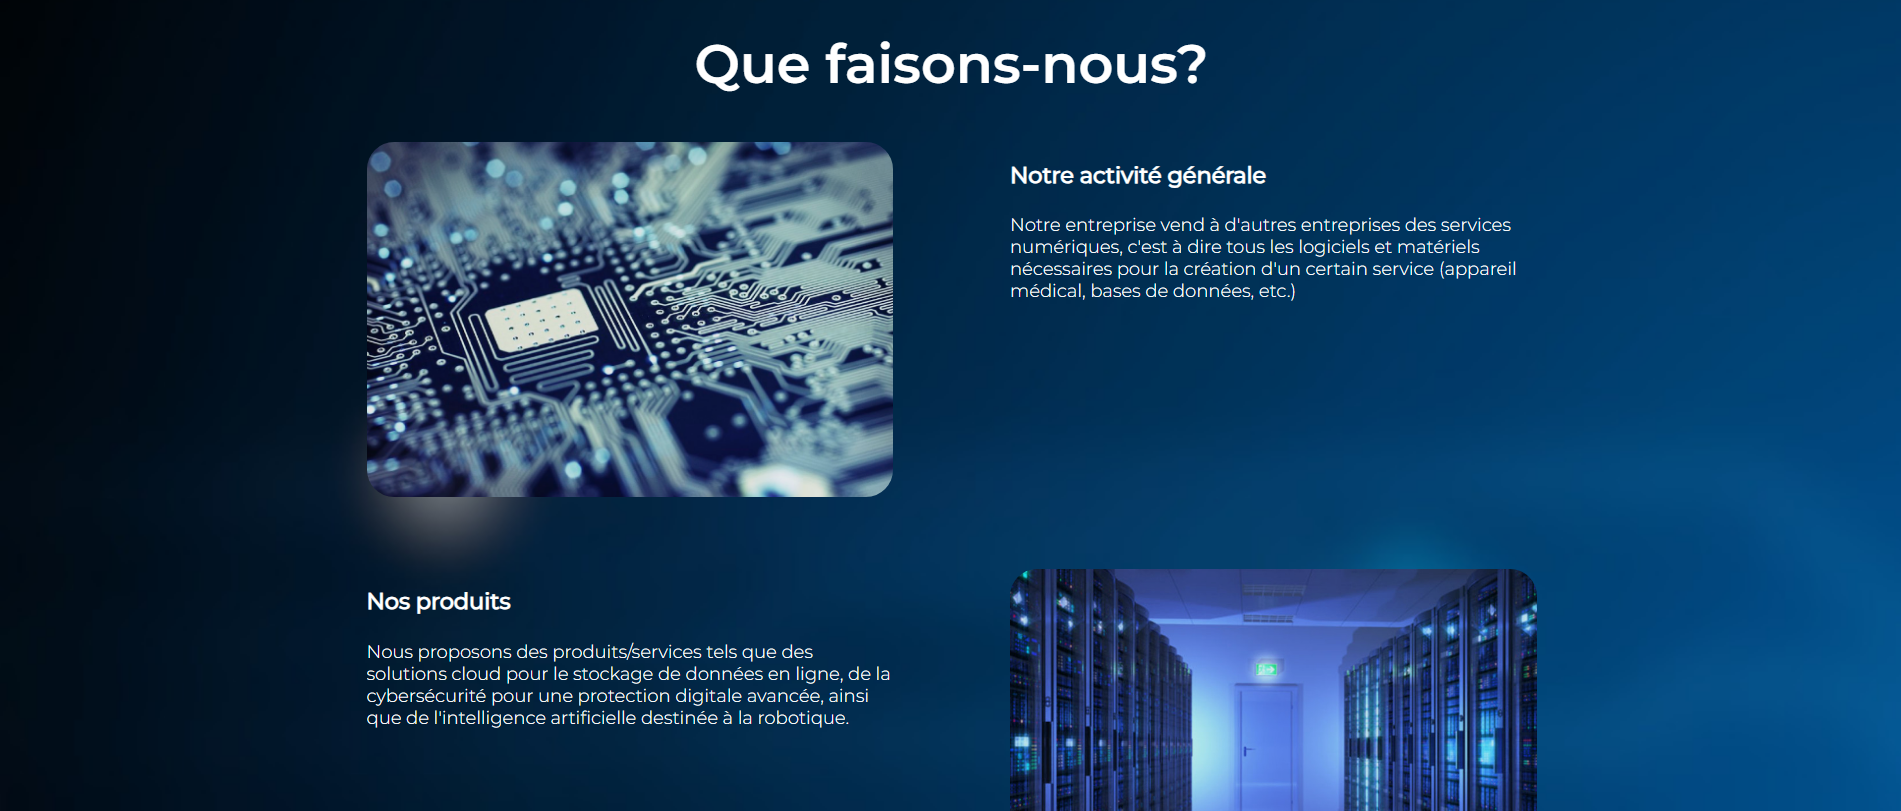 Que faisons-nous?
Notre activité générale
Notre entreprise vend à d'autres entreprises des services
numériques, c'est à dire tous les logiciels et matériels
nécessaires pour la création d'un certain service (appareil
médical, bases de données, etc.)
Nos produits
Nous proposons des produits/services tels que des
solutions cloud pour le stockage de données en ligne, de la
cybersécurité pour une protection digitale avancée, ainsi
que de l'intelligence artificielle destinée à la robotique.